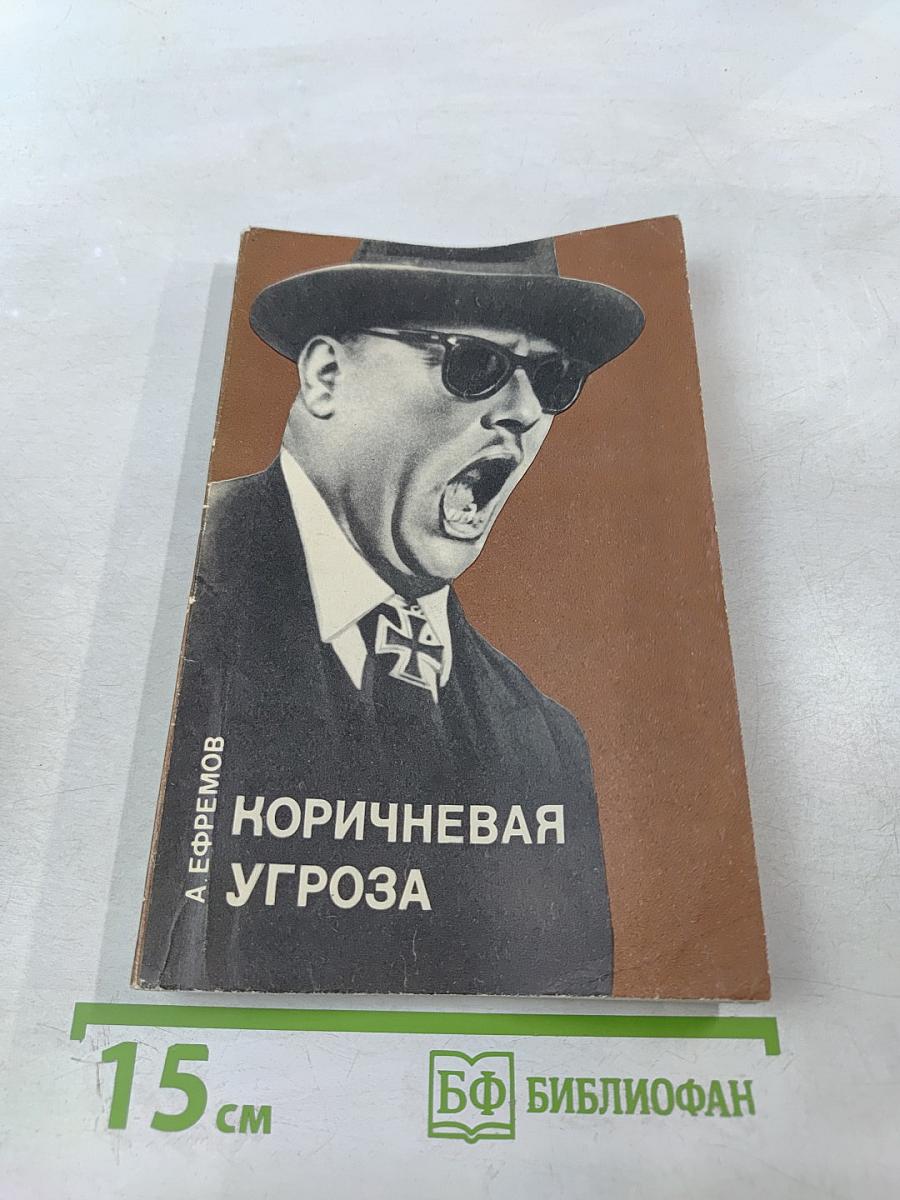 А. ЕФРЕМОВ
КОРИЧНЕВАЯ
УГРОЗА
15 см
БФ БИБЛИОФАН